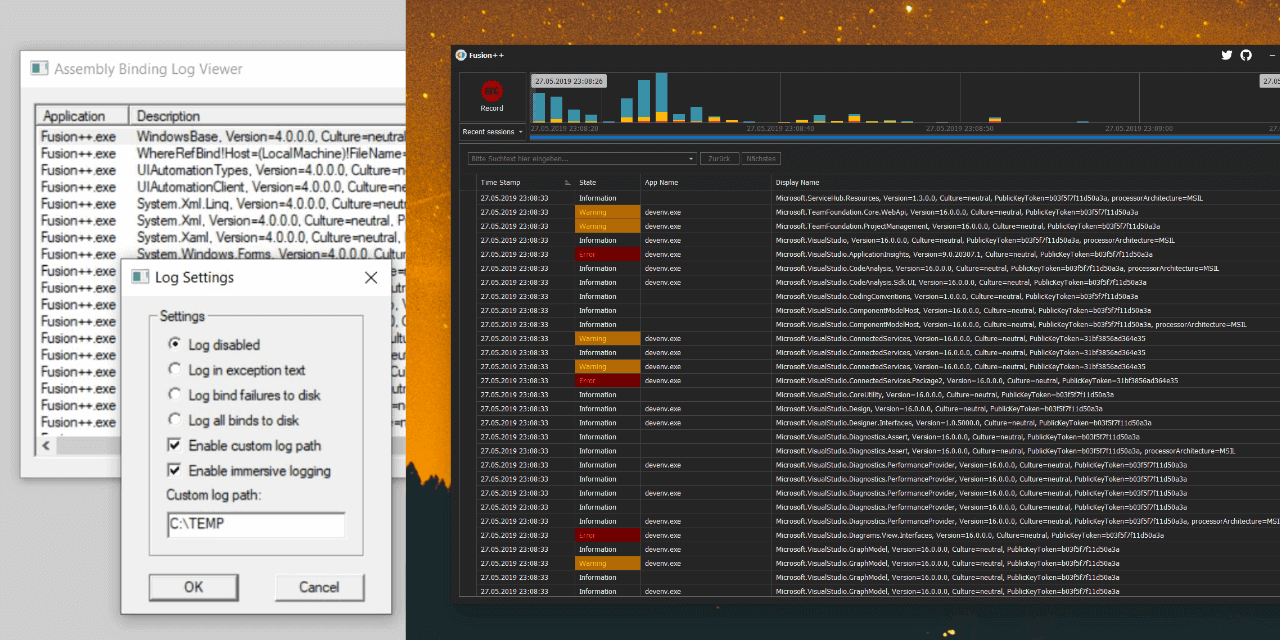 Assembly Binding Log Viewer
Application Description
Fusion++.exe WindowsBase, Version=4.0.0.0, Culture=neutral
Fusion++.exe WhereRefBind!Host=(LocalMachine)!FileName=
Fusion++.exe UIAutomationTypes, Version=4.0.0.0, Culture=
Fusion++.exe UIAutomationClient, Version=4.0.0.0, Culture=
Fusion++.exe System.Xml.Linq, Version=4.0.0.0, Culture=ne
Fusion++.exe System.Xml, Version=4.0.0.0, Culture=neutral, P
Fusion++.exe System.Xaml, Version=4.0.0.0, Culture=neutral,
Fusion++.exe System.Windows.Forms, Version=4.0.0.0, Cultur
Fusion++.exe
Fusion++.exe
Fusion++.exe
Fusion++.exe
Fusion++.exe
Fusion++.exe
Fusion++.exe
Fusion++.exe
Fusion++.exe
Fusion++.exe
Log Settings
Settings
Log disabled
Log in exception text
Log bind failures to disk
Log all binds to disk
Enable custom log path
Enable immersive logging
Custom log path:
C:\TEMP
OK Cancel
Fusion++
REC
Record
27.05.2019 23:08:26
27.05
Recent sessions
27.05.2019 23:08:20 27.05.2019 23:08:40 27.05.2019 23:08:50 27.05.2019 23:09:00
Bitte Suchtext hier eingeben... Zurück Nächstes
Time Stamp State App Name Display Name
27.05.2019 23:08:33 Information Microsoft.ServiceHub.Resources, Version=1.3.0.0, Culture=neutral, PublicKeyToken=b03f5f7f11d50a3a, processorArchitecture=MSIL
27.05.2019 23:08:33 Warning devenv.exe Microsoft.TeamFoundation.Core.WebApi, Version=16.0.0.0, Culture=neutral, PublicKeyToken=b03f5f7f11d50a3a
27.05.2019 23:08:33 Warning devenv.exe Microsoft.TeamFoundation.ProjectManagement, Version=16.0.0.0, Culture=neutral, PublicKeyToken=b03f5f7f11d50a3a
27.05.2019 23:08:33 Information devenv.exe Microsoft.VisualStudio, Version=16.0.0.0, Culture=neutral, PublicKeyToken=b03f5f7f11d50a3a, processorArchitecture=MSIL
27.05.2019 23:08:33 Error devenv.exe Microsoft.VisualStudio.ApplicationInsights, Version=9.0.20307.1, Culture=neutral, PublicKeyToken=b03f5f7f11d50a3a
27.05.2019 23:08:33 Information devenv.exe Microsoft.VisualStudio.CodeAnalysis, Version=16.0.0.0, Culture=neutral, PublicKeyToken=b03f5f7f11d50a3a, processorArchitecture=MSIL
27.05.2019 23:08:33 Information devenv.exe Microsoft.VisualStudio.CodeAnalysis.Sdk.UI, Version=16.0.0.0, Culture=neutral, PublicKeyToken=b03f5f7f11d50a3a
27.05.2019 23:08:33 Information Microsoft.VisualStudio.CodingConventions, Version=1.0.0.0, Culture=neutral, PublicKeyToken=b03f5f7f11d50a3a
27.05.2019 23:08:33 Information Microsoft.VisualStudio.ComponentModelHost, Version=16.0.0.0, Culture=neutral, PublicKeyToken=b03f5f7f11d50a3a
27.05.2019 23:08:33 Information Microsoft.VisualStudio.ComponentModelHost, Version=16.0.0.0, Culture=neutral, PublicKeyToken=b03f5f7f11d50a3a, processorArchitecture=MSIL
27.05.2019 23:08:33 Warning devenv.exe Microsoft.VisualStudio.ConnectedServices, Version=16.0.0.0, Culture=neutral, PublicKeyToken=31bf3856ad364e35
27.05.2019 23:08:33 Information devenv.exe Microsoft.VisualStudio.ConnectedServices, Version=16.0.0.0, Culture=neutral, PublicKeyToken=31bf3856ad364e35
27.05.2019 23:08:33 Warning devenv.exe Microsoft.VisualStudio.ConnectedServices, Version=16.0.0.0, Culture=neutral, PublicKeyToken=31bf3856ad364e35
27.05.2019 23:08:33 Error devenv.exe Microsoft.VisualStudio.ConnectedServices.Package2, Version=16.0.0.0, Culture=neutral, PublicKeyToken=31bf3856ad364e35
27.05.2019 23:08:33 Information Microsoft.VisualStudio.CoreUtility, Version=16.0.0.0, Culture=neutral, PublicKeyToken=b03f5f7f11d50a3a
27.05.2019 23:08:33 Information devenv.exe Microsoft.VisualStudio.Design, Version=16.0.0.0, Culture=neutral, PublicKeyToken=b03f5f7f11d50a3a
27.05.2019 23:08:33 Information devenv.exe Microsoft.VisualStudio.Designer.Interfaces, Version=1.0.5000.0, Culture=neutral, PublicKeyToken=b03f5f7f11d50a3a
27.05.2019 23:08:33 Information Microsoft.VisualStudio.Diagnostics.Assert, Version=16.0.0.0, Culture=neutral, PublicKeyToken=b03f5f7f11d50a3a
27.05.2019 23:08:33 Information Microsoft.VisualStudio.Diagnostics.Assert, Version=16.0.0.0, Culture=neutral, PublicKeyToken=b03f5f7f11d50a3a, processorArchitecture=MSIL
27.05.2019 23:08:33 Information devenv.exe Microsoft.VisualStudio.Diagnostics.PerformanceProvider, Version=16.0.0.0, Culture=neutral, PublicKeyToken=b03f5f7f11d50a3a
27.05.2019 23:08:33 Information Microsoft.VisualStudio.Diagnostics.PerformanceProvider, Version=16.0.0.0, Culture=neutral, PublicKeyToken=b03f5f7f11d50a3a
27.05.2019 23:08:33 Information devenv.exe Microsoft.VisualStudio.Diagnostics.PerformanceProvider, Version=16.0.0.0, Culture=neutral, PublicKeyToken=b03f5f7f11d50a3a
27.05.2019 23:08:33 Information Microsoft.VisualStudio.Diagnostics.PerformanceProvider, Version=16.0.0.0, Culture=neutral, PublicKeyToken=b03f5f7f11d50a3a
27.05.2019 23:08:33 Information devenv.exe Microsoft.VisualStudio.Diagnostics.PerformanceProvider, Version=16.0.0.0, Culture=neutral, PublicKeyToken=b03f5f7f11d50a3a, processorArchitecture=MSI
27.05.2019 23:08:33 Error devenv.exe Microsoft.VisualStudio.Diagrams.View.Interfaces, Version=16.0.0.0, Culture=neutral, PublicKeyToken=b03f5f7f11d50a3a
27.05.2019 23:08:33 Information devenv.exe Microsoft.VisualStudio.GraphModel, Version=16.0.0.0, Culture=neutral, PublicKeyToken=b03f5f7f11d50a3a
27.05.2019 23:08:33 Warning devenv.exe Microsoft.VisualStudio.GraphModel, Version=16.0.0.0, Culture=neutral, PublicKeyToken=b03f5f7f11d50a3a
27.05.2019 23:08:33 Information Microsoft.VisualStudio.GraphModel, Version=16.0.0.0, Culture=neutral, PublicKeyToken=b03f5f7f11d50a3a
27.05.2019 23:08:33 Information devenv.exe Microsoft.VisualStudio.GraphModel, Version=16.0.0.0, Culture=neutral, PublicKeyToken=b03f5f7f11d50a3a